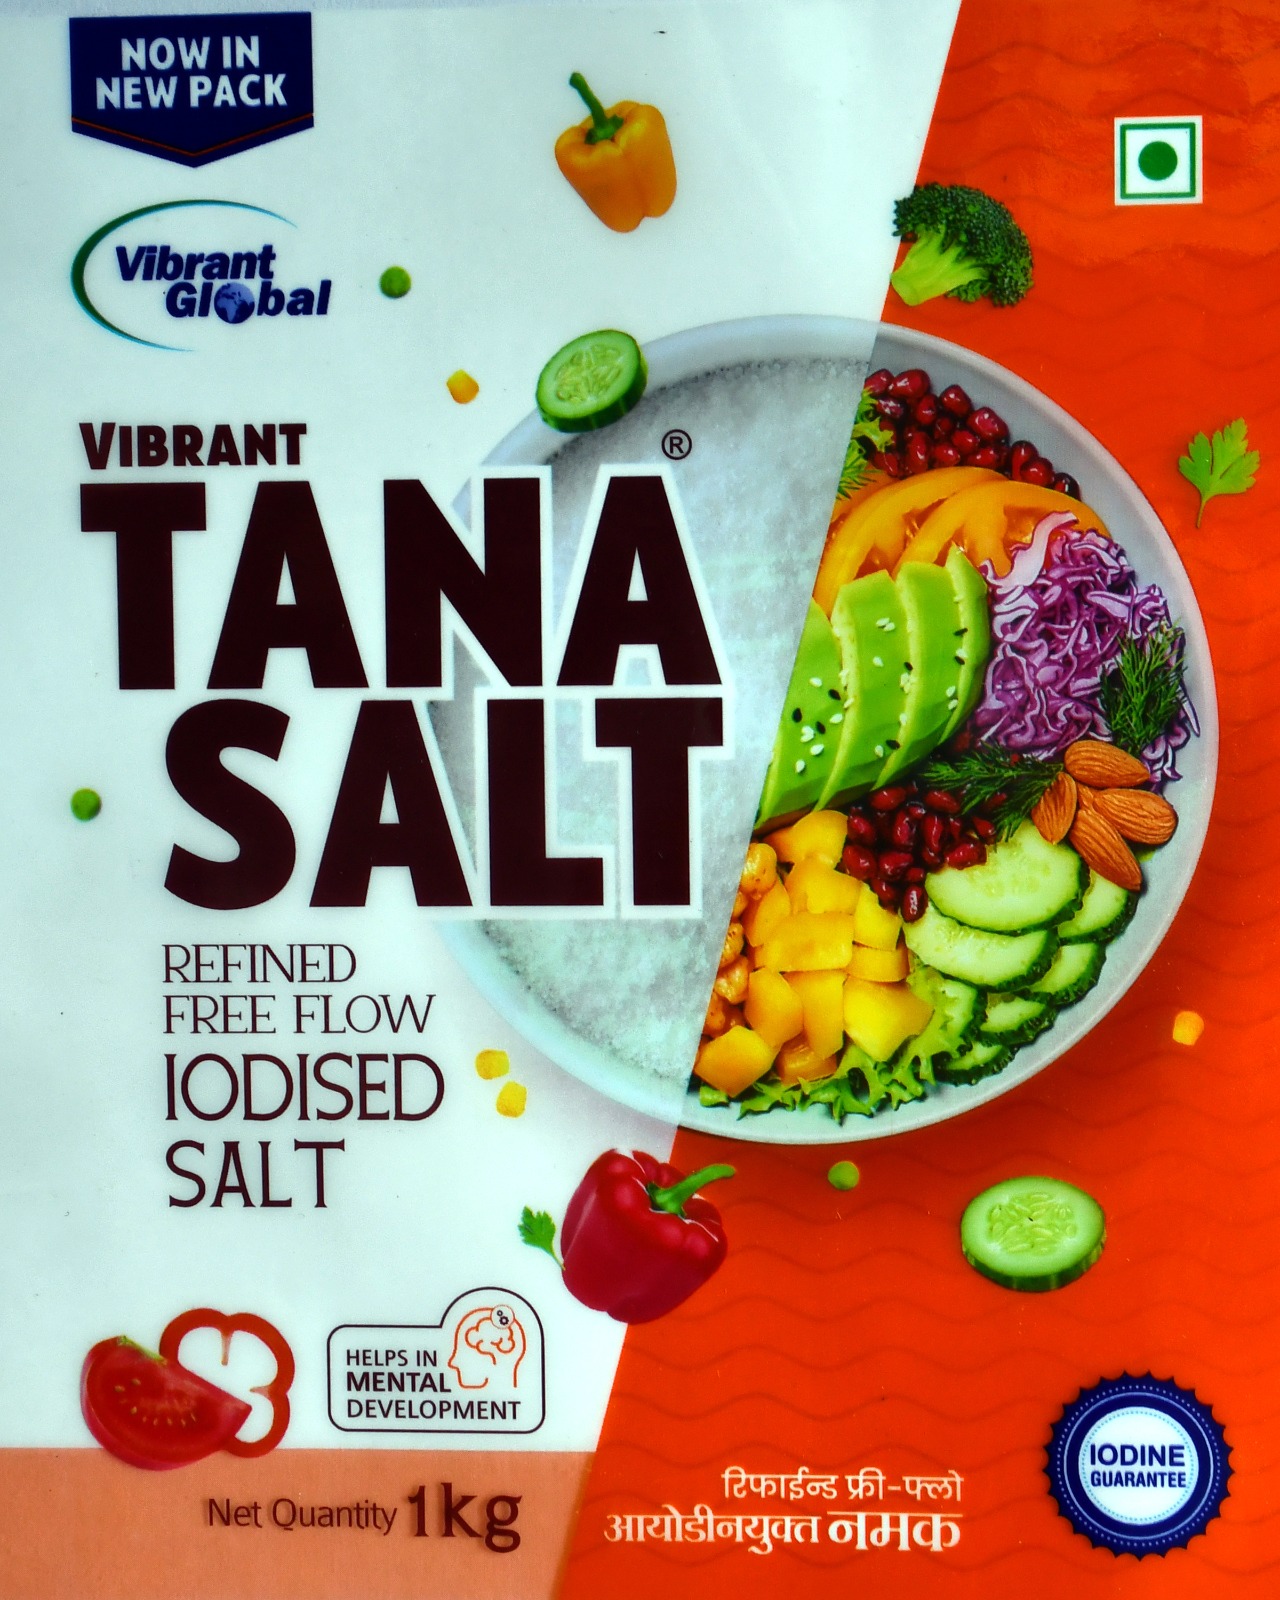 NOW IN
NEW PACK
Vibrant
Global
VIBRANT
TANA ®
SALT
REFINED
FREE FLOW
IODISED
SALT
HELPS IN
MENTAL
DEVELOPMENT
Net Quantity 1kg
रिफाईन्ड फ्री-फ्लो
आयोडीनयुक्त नमक
IODINE
GUARANTEE